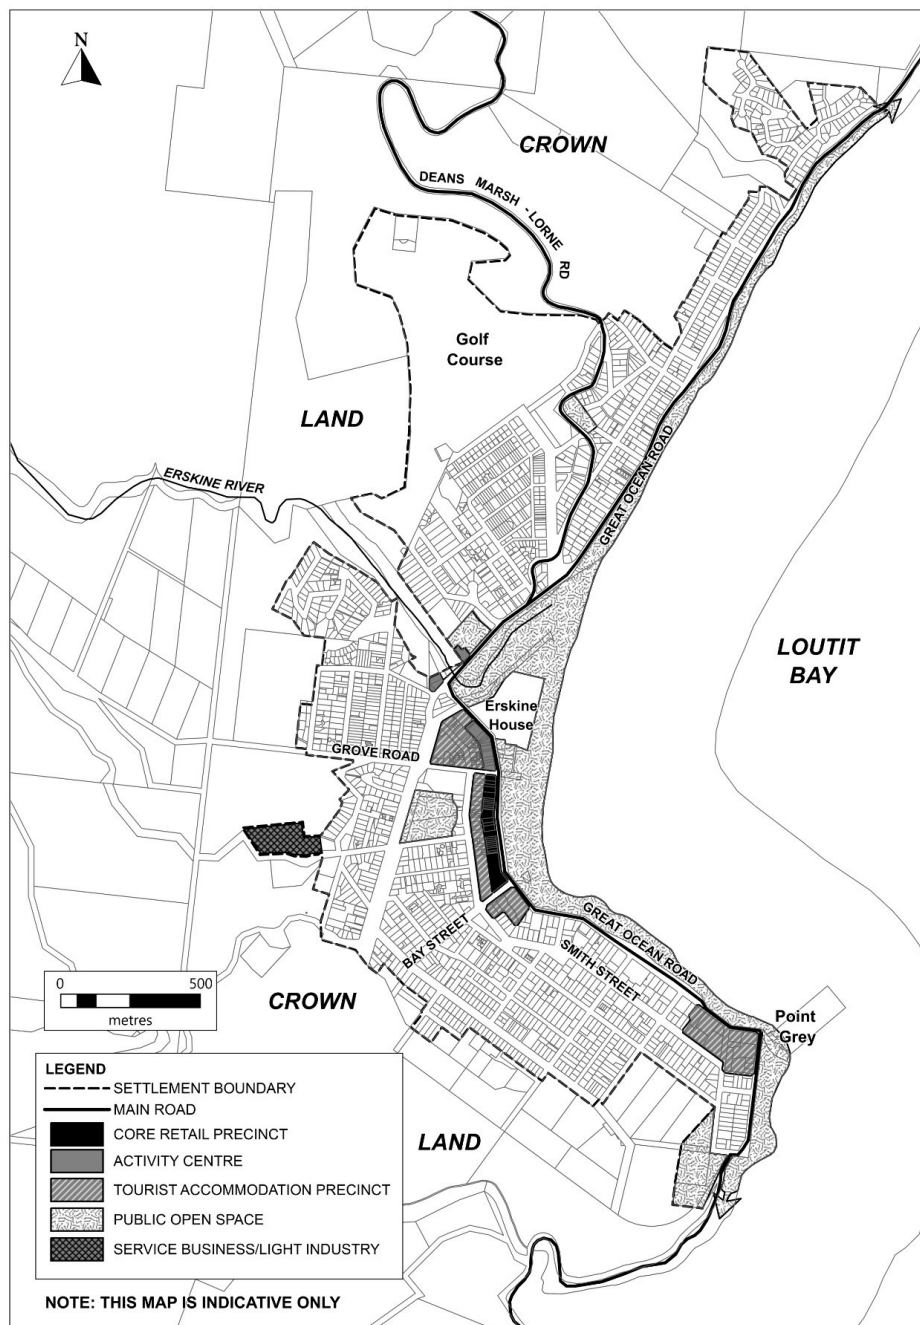 N
CROWN
DEANS MARSH - LORNE RD
Golf
Course
LAND
ERSKINE RIVER
GREAT OCEAN ROAD
LOUTIT
BAY
Erskine
House
GROVE ROAD
BAY STREET
SMITH STREET
GREAT OCEAN ROAD
0 500
metres
CROWN
Point
Grey
LEGEND
SETTLEMENT BOUNDARY
MAIN ROAD
CORE RETAIL PRECINCT
ACTIVITY CENTRE
TOURIST ACCOMMODATION PRECINCT
PUBLIC OPEN SPACE
SERVICE BUSINESS/LIGHT INDUSTRY
LAND
NOTE: THIS MAP IS INDICATIVE ONLY